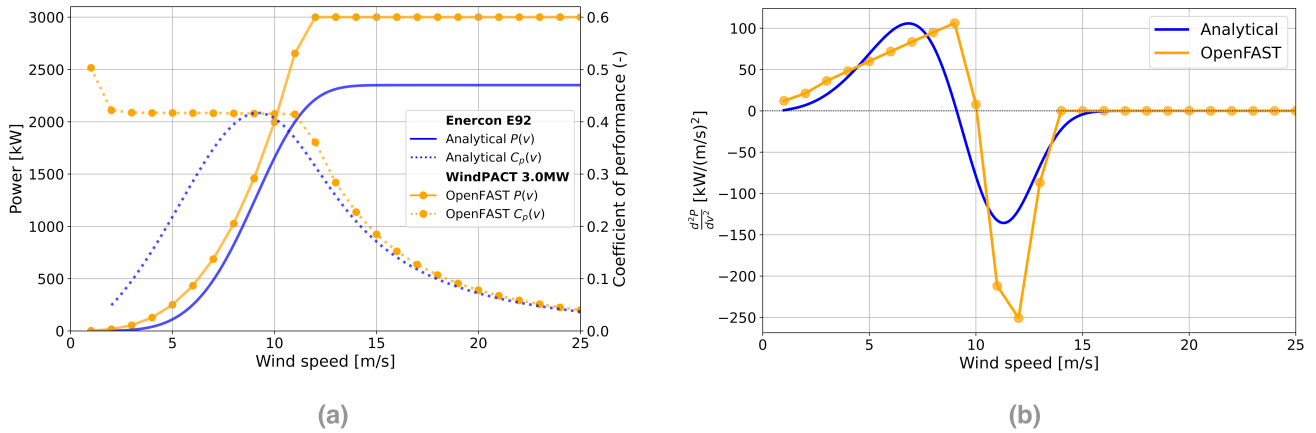 3000
2500
2000
1500
1000
500
0
Power [kW]
0.6
0.5
0.4
0.3
0.2
0.1
0.0
Coefficient of performance (-)
Enercon E92
Analytical P(v)
Analytical Cp(v)
WindPACT 3.0MW
OpenFAST P(v)
OpenFAST Cp(v)
0 5 10 15 20 25
Wind speed [m/s]
(a)
100
50
0
−50
−100
−150
−200
−250
d²P/dv² [kW/(m/s)²]
Analytical
OpenFAST
0 5 10 15 20 25
Wind speed [m/s]
(b)